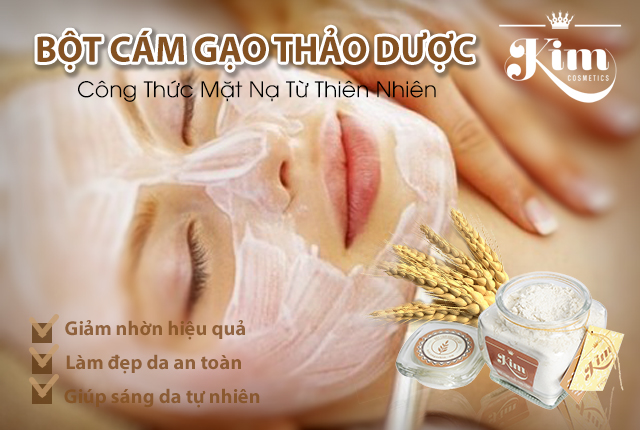 BỘT CÁM GẠO THẢO DƯỢC
Kim
COSMETICS
Công Thức Mặt Nạ Từ Thiên Nhiên
Giảm nhờn hiệu quả
Làm đẹp da an toàn
Giúp sáng da tự nhiên
Kim
Kim